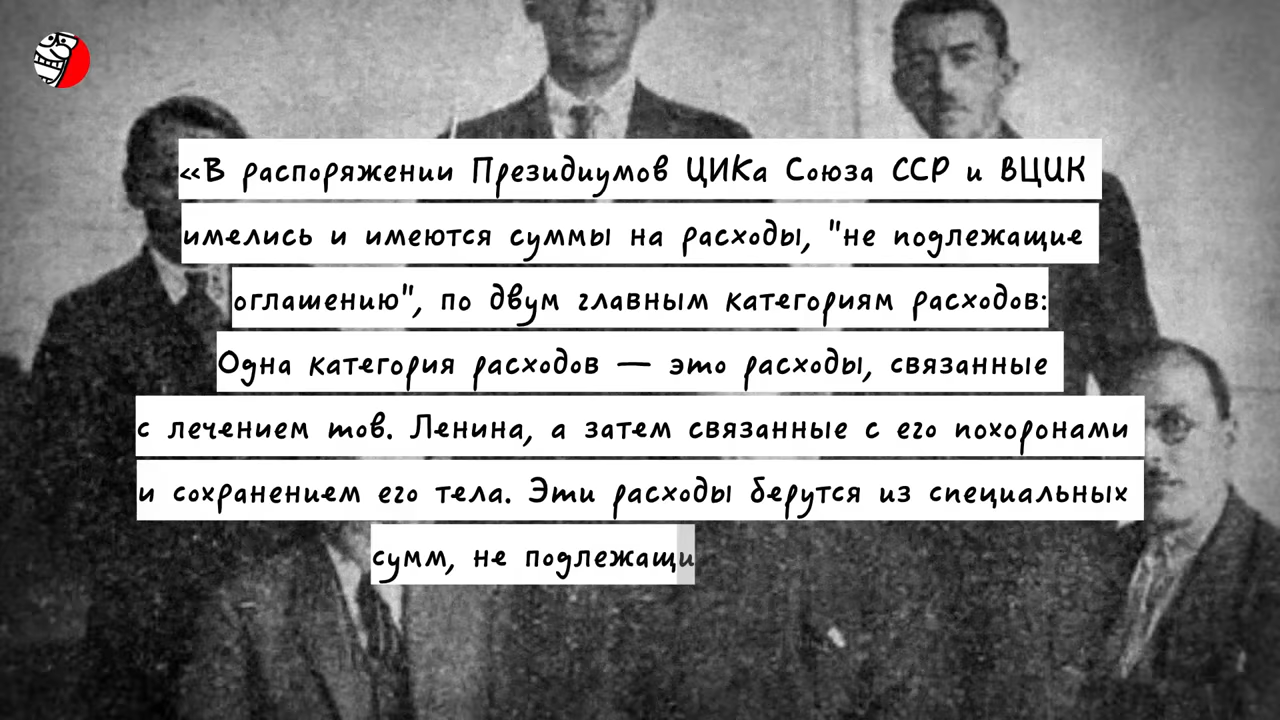 «В распоряжении Президиумов ЦИКа Союза ССР и ВЦИК
имелись и имеются суммы на расходы, "не подлежащие
оглашению", по двум главным категориям расходов:
Одна категория расходов — это расходы, связанные
с лечением тов. Ленина, а затем связанные с его похоронами
и сохранением его тела. Эти расходы берутся из специальных
сумм, не подлежащи